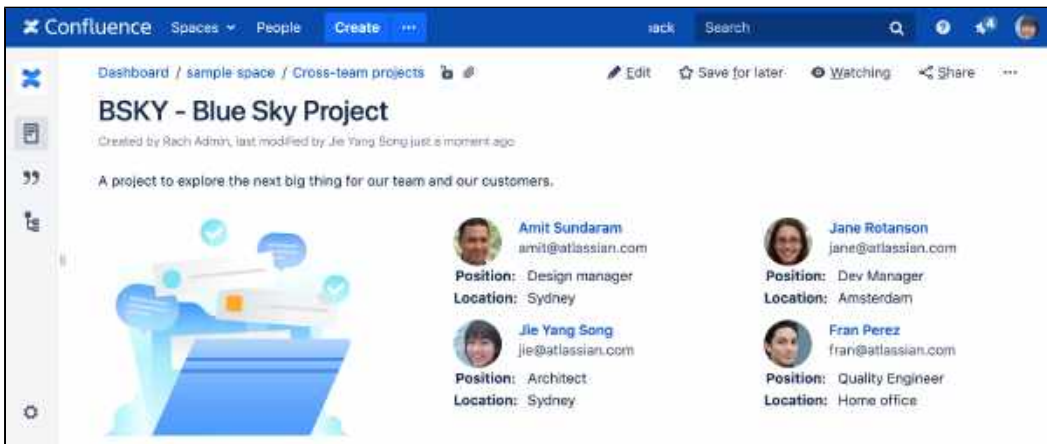 Confluence Spaces People Create ... Search 4
Dashboard / sample space / Cross-team projects Edit Save for later Watching Share ...
BSKY - Blue Sky Project
Created by Rach Admin, last modified by Jie Yang Song just a moment ago
A project to explore the next big thing for our team and our customers.
Amit Sundaram
amit@atlassian.com
Position: Design manager
Location: Sydney
Jane Rotanson
jane@atlassian.com
Position: Dev Manager
Location: Amsterdam
Jie Yang Song
jie@atlassian.com
Position: Architect
Location: Sydney
Fran Perez
fran@atlassian.com
Position: Quality Engineer
Location: Home office